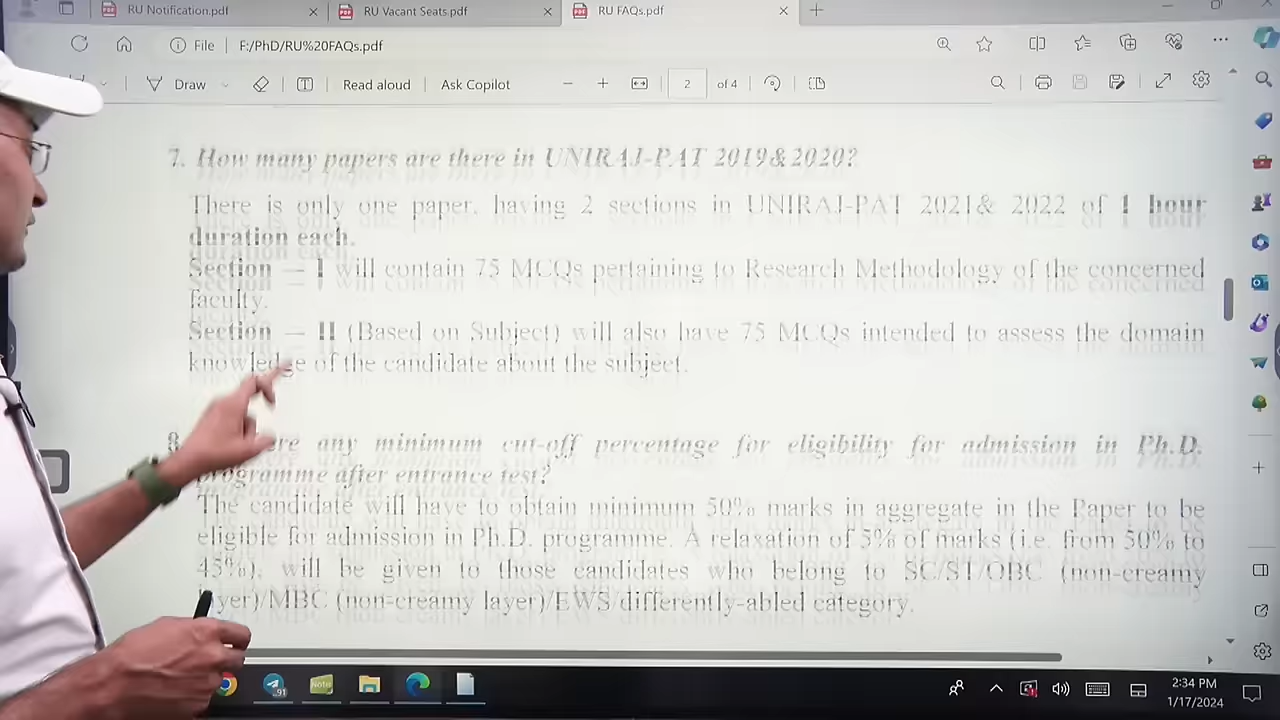 RU Notification.pdf
RU Vacant Seats.pdf
RU FAQs.pdf
File
F:/PhD/RU%20FAQs.pdf
Draw
Read aloud
Ask Copilot
2
of 4
7. How many papers are there in UNIRAJ-PAT 2019&2020?
There is only one paper, having 2 sections in UNIRAJ-PAT 2021& 2022 of 1 hour
duration each.
Section – I will contain 75 MCQs pertaining to Research Methodology of the concerned
faculty.
Section – II (Based on Subject) will also have 75 MCQs intended to assess the domain
knowledge of the candidate about the subject.
8 any minimum cut-off percentage for eligibility for admission in Ph.D.
programme after entrance test?
The candidate will have to obtain minimum 50% marks in aggregate in the Paper to be
eligible for admission in Ph.D. programme. A relaxation of 5% of marks (i.e. from 50% to
45%), will be given to those candidates who belong to SC/ST/OBC (non-creamy
yer)/MBC (non-creamy layer)/EWS/differently-abled category.
91
Note
2:34 PM
1/17/2024